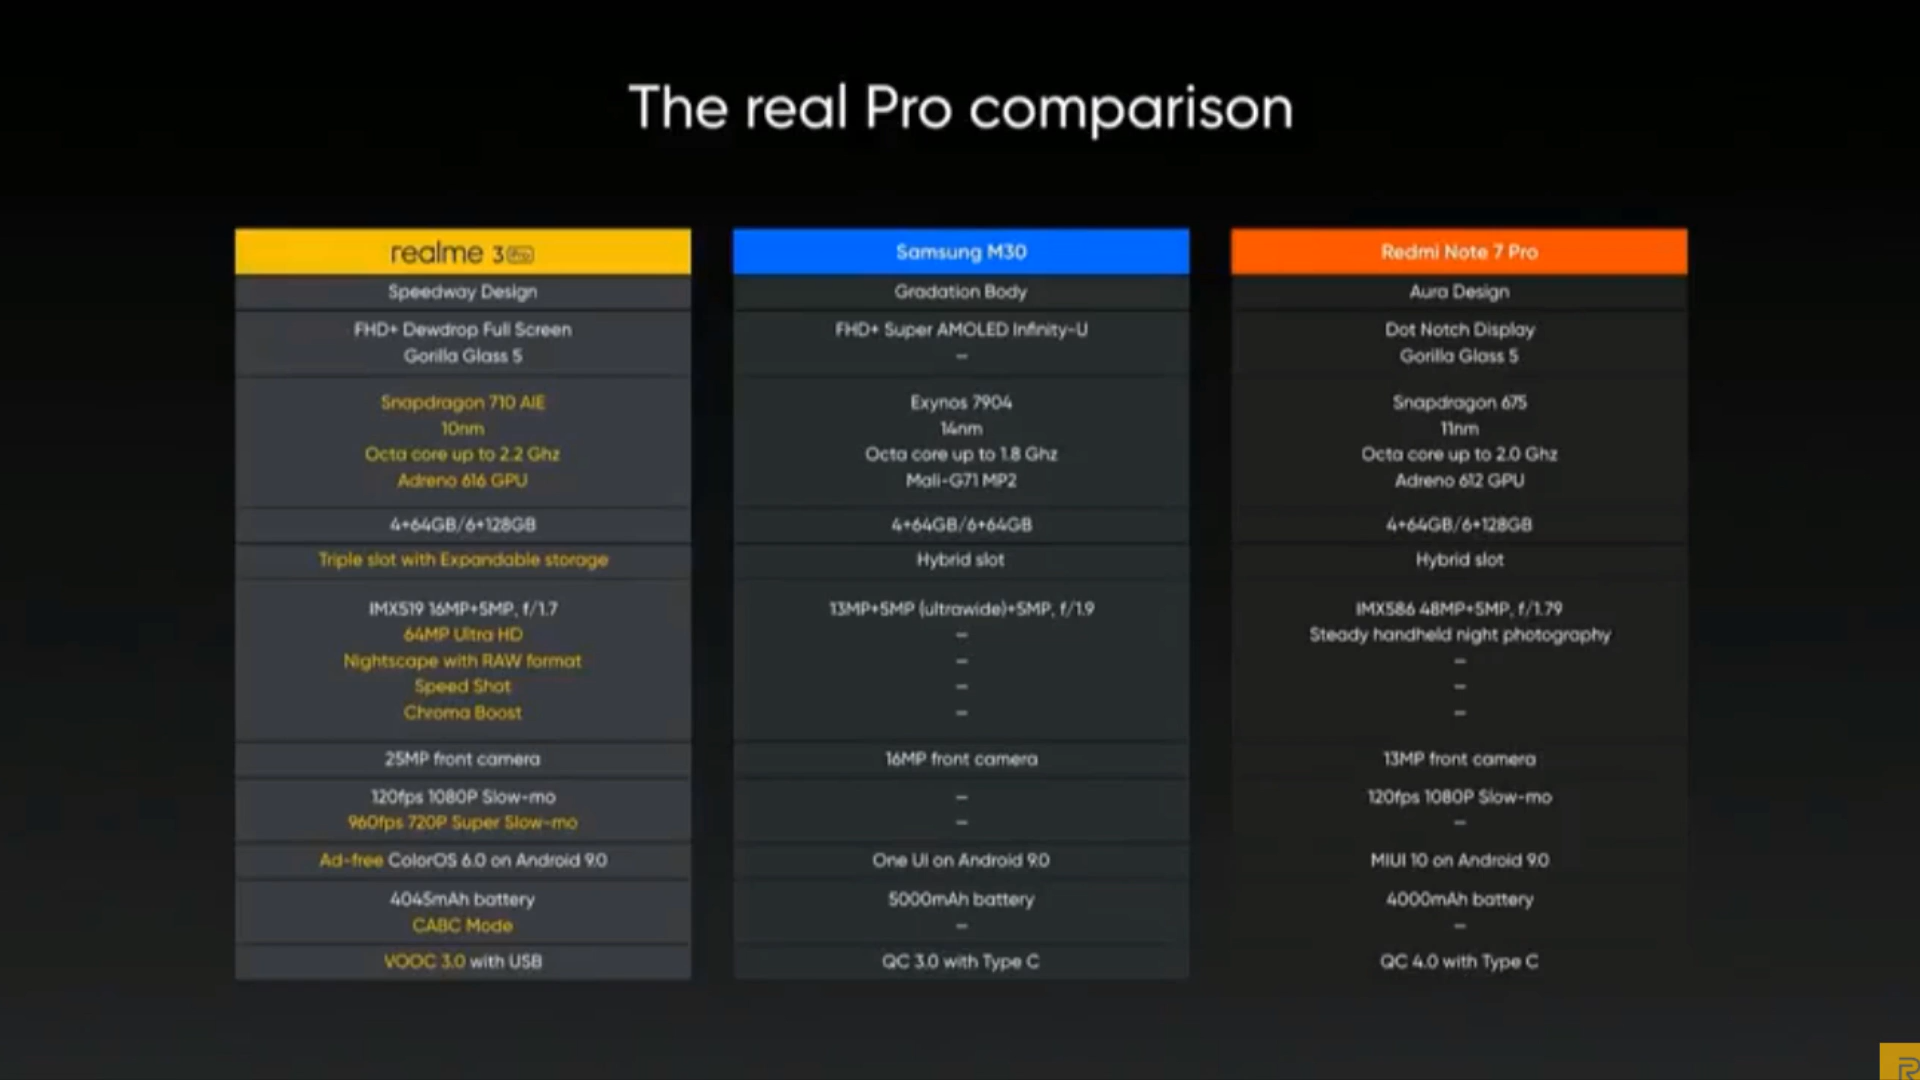 The real Pro comparison
realme 3 Pro
Speedway Design
FHD+ Dewdrop Full Screen
Gorilla Glass 5
Snapdragon 710 AIE
10nm
Octa core up to 2.2 Ghz
Adreno 616 GPU
4+64GB/6+128GB
Triple slot with Expandable storage
IMX519 16MP+5MP, f/1.7
64MP Ultra HD
Nightscape with RAW format
Speed Shot
Chroma Boost
25MP front camera
120fps 1080P Slow-mo
960fps 720P Super Slow-mo
Ad-free ColorOS 6.0 on Android 9.0
4045mAh battery
CABC Mode
VOOC 3.0 with USB
Samsung M30
Gradation Body
FHD+ Super AMOLED Infinity-U
–
Exynos 7904
14nm
Octa core up to 1.8 Ghz
Mali-G71 MP2
4+64GB/6+64GB
Hybrid slot
13MP+5MP (ultrawide)+5MP, f/1.9
–
–
–
–
16MP front camera
–
–
One UI on Android 9.0
5000mAh battery
–
QC 3.0 with Type C
Redmi Note 7 Pro
Aura Design
Dot Notch Display
Gorilla Glass 5
Snapdragon 675
11nm
Octa core up to 2.0 Ghz
Adreno 612 GPU
4+64GB/6+128GB
Hybrid slot
IMX586 48MP+5MP, f/1.79
Steady handheld night photography
–
–
–
13MP front camera
120fps 1080P Slow-mo
–
MIUI 10 on Android 9.0
4000mAh battery
–
QC 4.0 with Type C
R